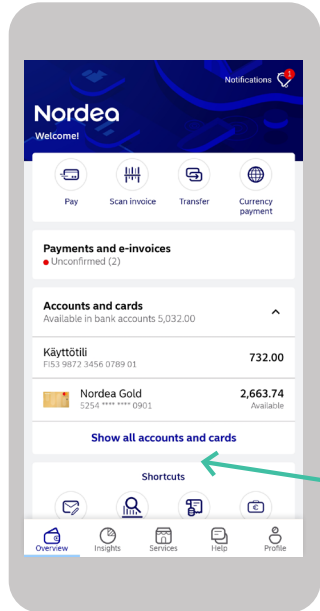 Notifications 1
Nordea
Welcome!
Pay
Scan invoice
Transfer
Currency
payment
Payments and e-invoices
Unconfirmed (2)
Accounts and cards
Available in bank accounts 5,032.00
Käyttötili
732.00
FI53 9872 3456 0789 01
Nordea Gold
2,663.74
5254 **** **** 0901
Available
Show all accounts and cards
Shortcuts
Overview
Insights
Services
Help
Profile